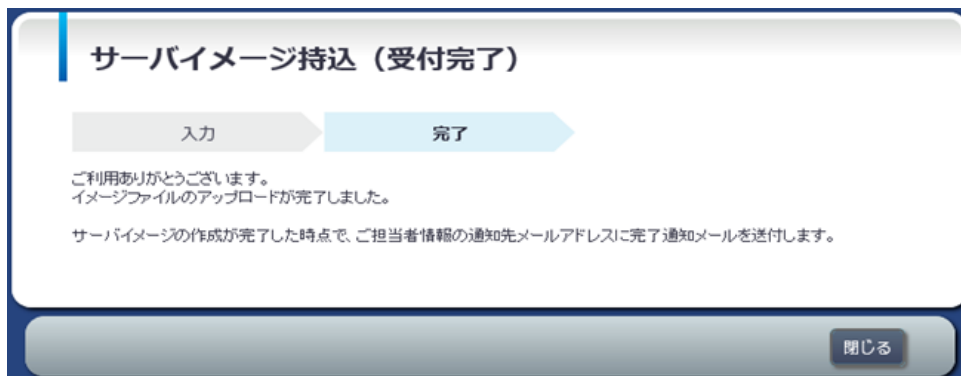 サーバイメージ持込（受付完了）
入力
完了
ご利用ありがとうございます。
イメージファイルのアップロードが完了しました。
サーバイメージの作成が完了した時点で、ご担当者情報の通知先メールアドレスに完了通知メールを送付します。
閉じる